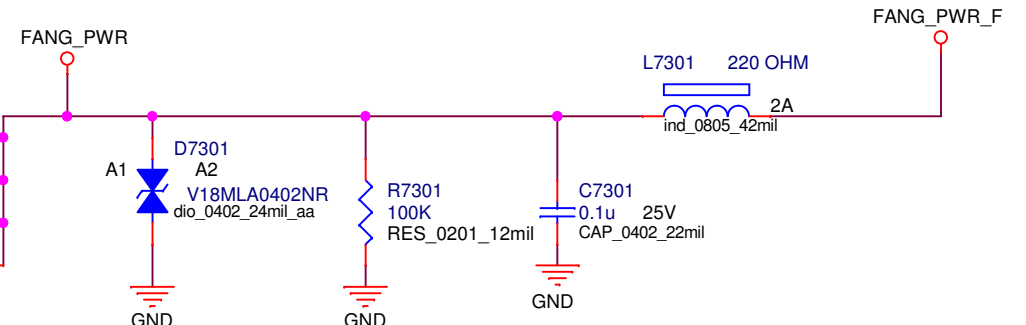 FANG_PWR
FANG_PWR_F
L7301 220 OHM
2A
ind_0805_42mil
D7301
A1 A2
V18MLA0402NR
dio_0402_24mil_aa
R7301
100K
RES_0201_12mil
C7301
0.1u 25V
CAP_0402_22mil
GND
GND
GND